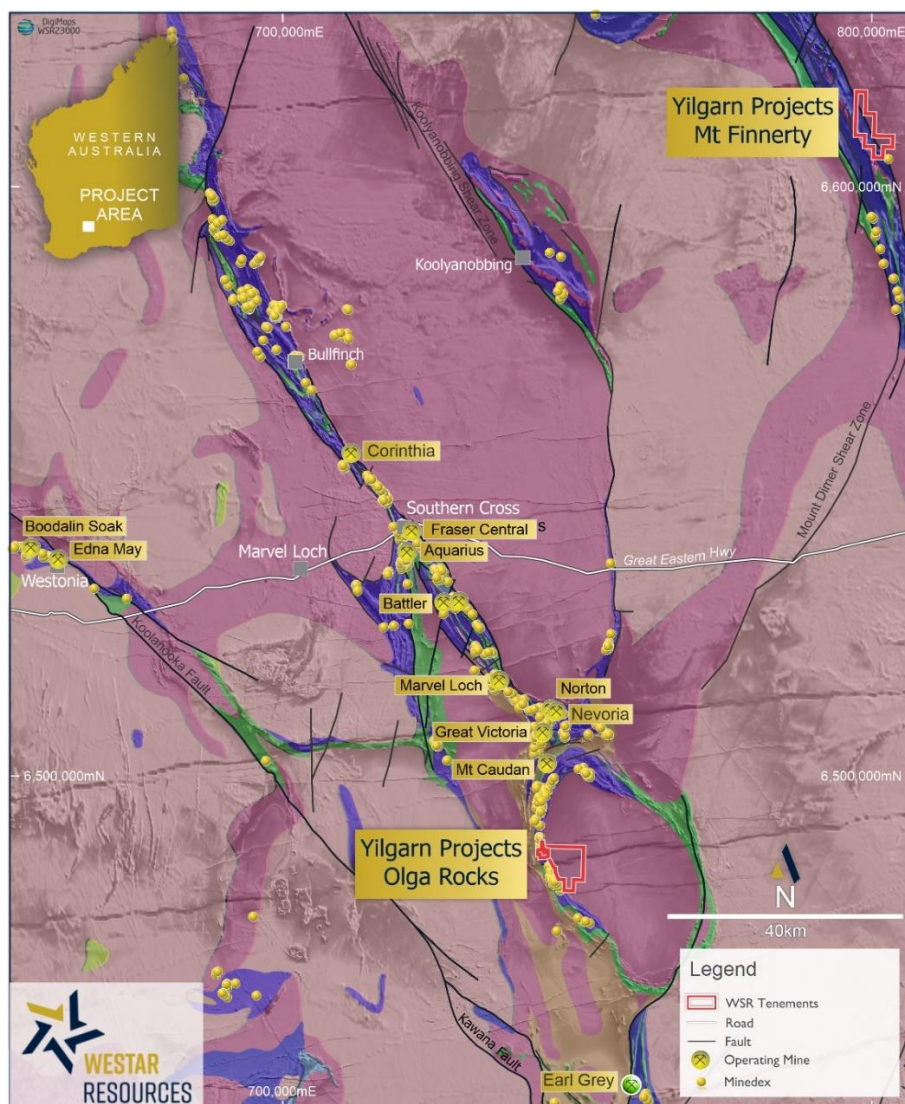 DigiMaps
WSR23000
700,000mE
800,000mE
WESTERN
AUSTRALIA
PROJECT
AREA
Yilgarn Projects
Mt Finnerty
6,600,000mN
Koolyanobbing Shear Zone
Koolyanobbing
Bullfinch
Corinthia
Southern Cross
Fraser Central
s
Aquarius
Boodalin Soak
Edna May
Westonia
Marvel Loch
Great Eastern Hwy
Mount Dimer Shear Zone
Battler
Koolanooka Fault
Marvel Loch
Norton
Nevoria
Great Victoria
Mt Caudan
6,500,000mN
6,500,000mN
Yilgarn Projects
Olga Rocks
N
40km
Legend
WSR Tenements
Road
Fault
Operating Mine
Minedex
WESTAR
RESOURCES
Kawana Fault
700,000mE
Earl Grey